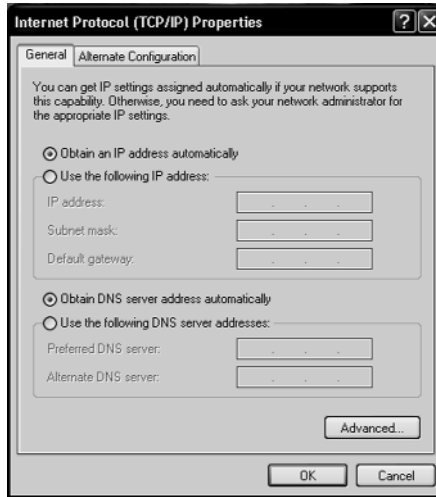 Internet Protocol (TCP/IP) Properties
General
Alternate Configuration
You can get IP settings assigned automatically if your network supports
this capability. Otherwise, you need to ask your network administrator for
the appropriate IP settings.
Obtain an IP address automatically
Use the following IP address:
IP address:
Subnet mask:
Default gateway:
Obtain DNS server address automatically
Use the following DNS server addresses:
Preferred DNS server:
Alternate DNS server:
Advanced...
OK
Cancel